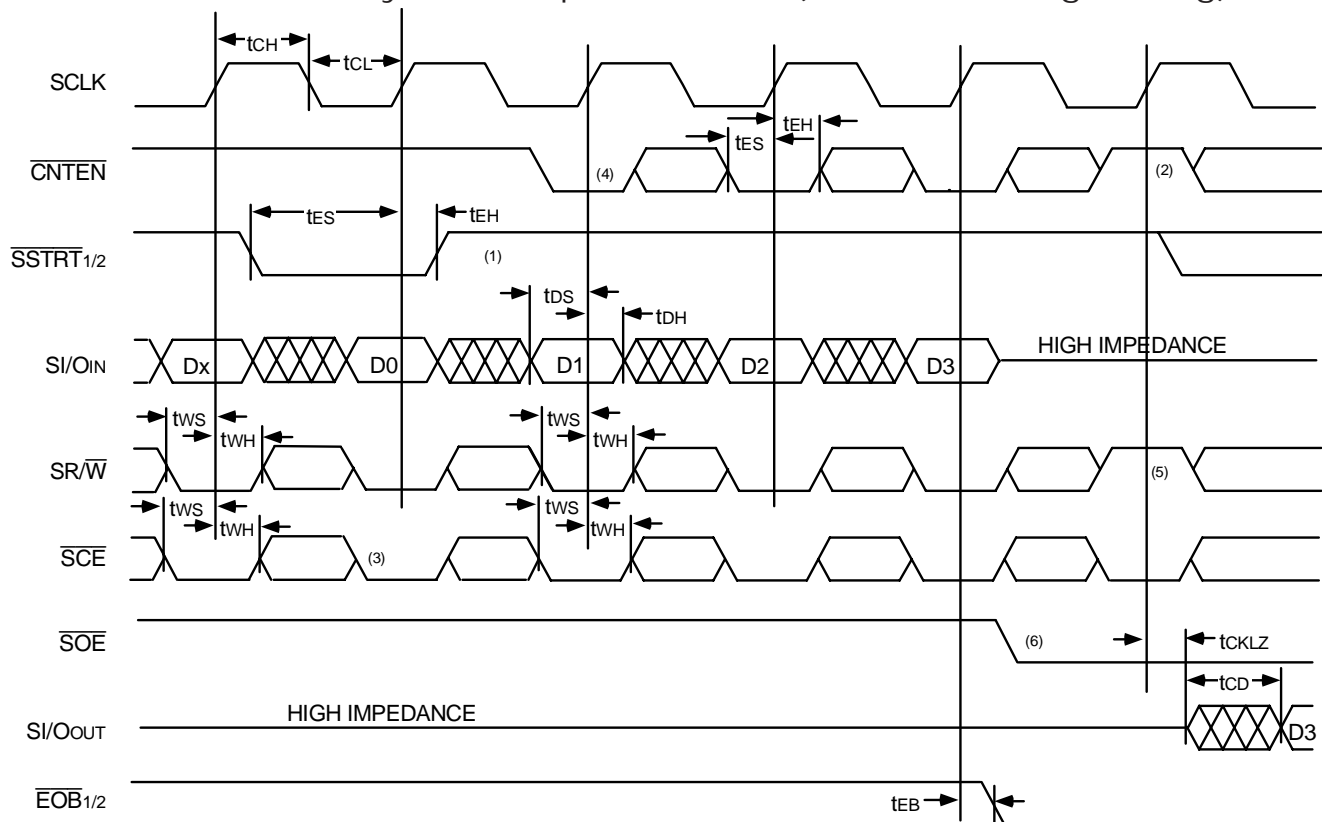 tCH
tCL
SCLK
tEH
tES
CNTEN
(4)
(2)
tES
tEH
SSTRT1/2
(1)
tDS
tDH
HIGH IMPEDANCE
SI/OIN
Dx
D0
D1
D2
D3
tWS
tWS
tWH
tWH
SR/W
(5)
tWS
tWS
tWH
tWH
SCE
(3)
SOE
(6)
tCKLZ
tCD
HIGH IMPEDANCE
SI/OOUT
D3
EOB1/2
tEB